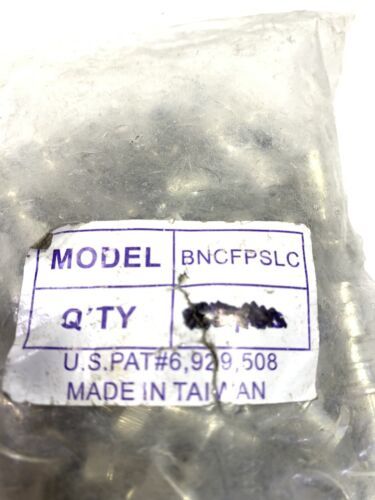 MODEL BNCFPSLC
Q'TY
U.S.PAT#6,929,508
MADE IN TAIWAN